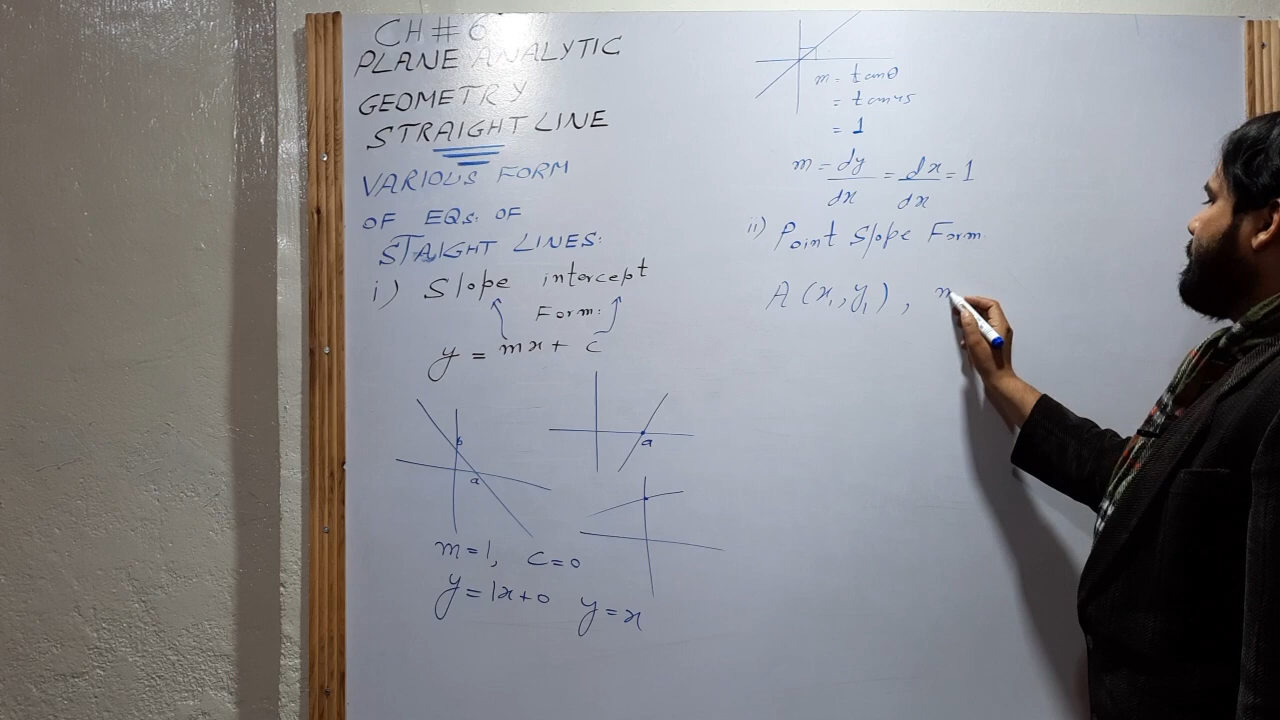 CH # 6
PLANE ANALYTIC
GEOMETRY
STRAIGHT LINE
VARIOUS FORM
OF EQs. OF
STAIGHT LINES:
i) Slope intercept
Form:
y = mx + c
b
a
a
m=1, c=0
y=1x+0 y=x
m = tanθ
= tan45
= 1
m = dy/dx = dx/dx = 1
ii) Point Slope Form
A (x₁, y₁), m